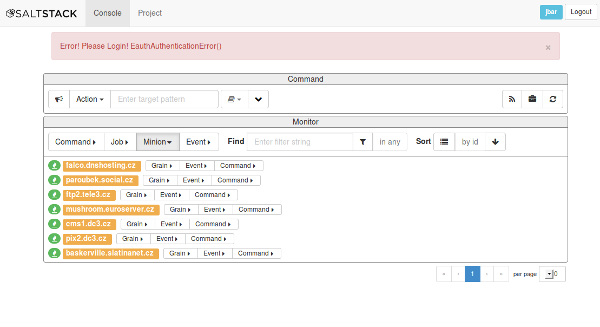 SALTSTACK Console Project jbar Logout
Error! Please Login! EauthAuthenticationError() ×
Command
Action Enter target pattern
Monitor
Command Job Minion Event Find Enter filter string in any Sort by id
falco.dnshosting.cz Grain Event Command
paroubek.social.cz Grain Event Command
ftp2.tele3.cz Grain Event Command
mushroom.euroserver.cz Grain Event Command
cms1.dc3.cz Grain Event Command
pix2.dc3.cz Grain Event Command
baskerville.slatinanet.cz Grain Event Command
« ‹ 1 › » per page